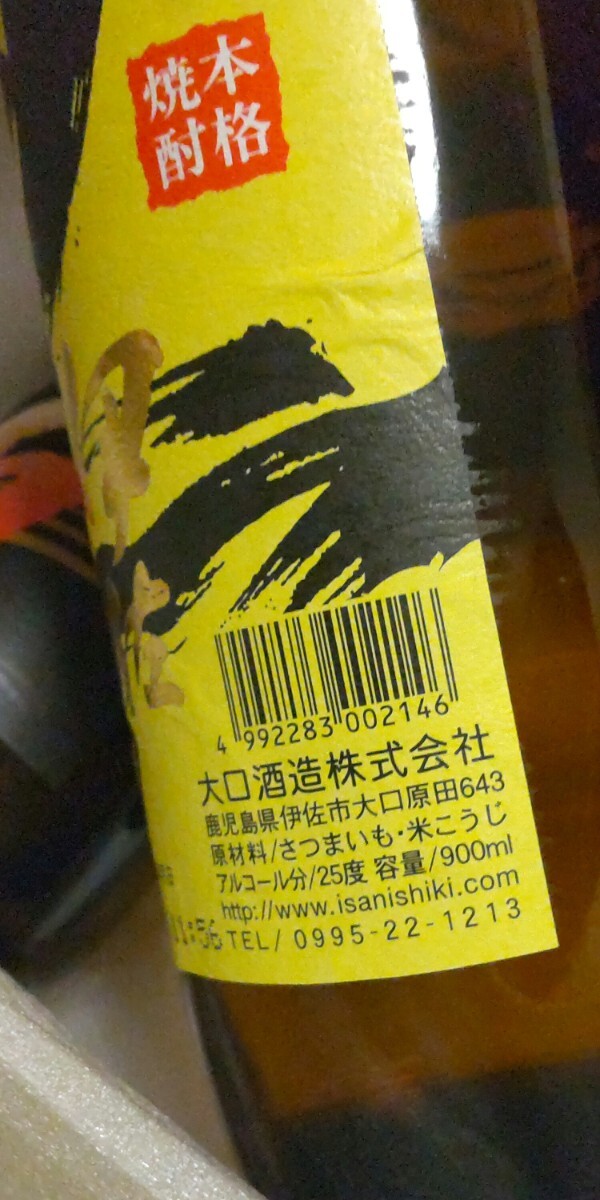 本格
焼酎
4 992283 002146
大口酒造株式会社
鹿児島県伊佐市大口原田643
原材料/さつまいも・米こうじ
アルコール分/25度 容量/900ml
http://www.isanishiki.com
11:56 TEL/ 0995-22-1213